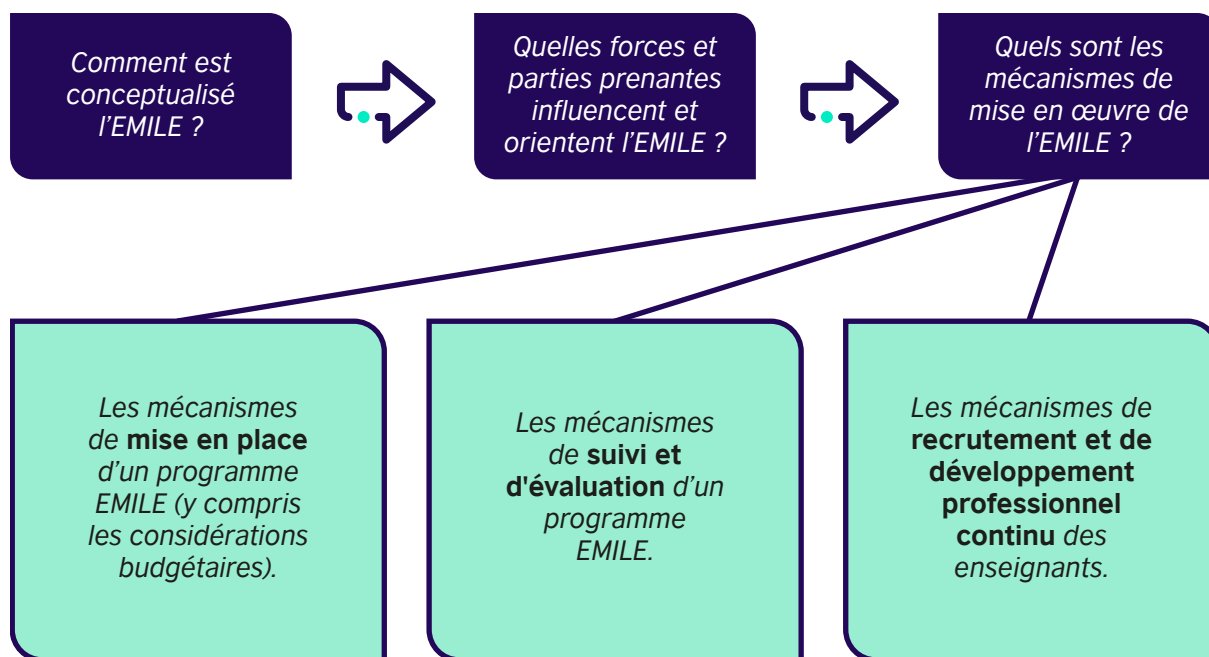 Comment est
conceptualisé
l'EMILE ?
Quelles forces et
parties prenantes
influencent et
orientent l'EMILE ?
Quels sont les
mécanismes de
mise en œuvre de
l'EMILE ?
Les mécanismes
de mise en place
d'un programme
EMILE (y compris
les considérations
budgétaires).
Les mécanismes
de suivi et
d'évaluation d'un
programme
EMILE.
Les mécanismes de
recrutement et de
développement
professionnel
continu des
enseignants.